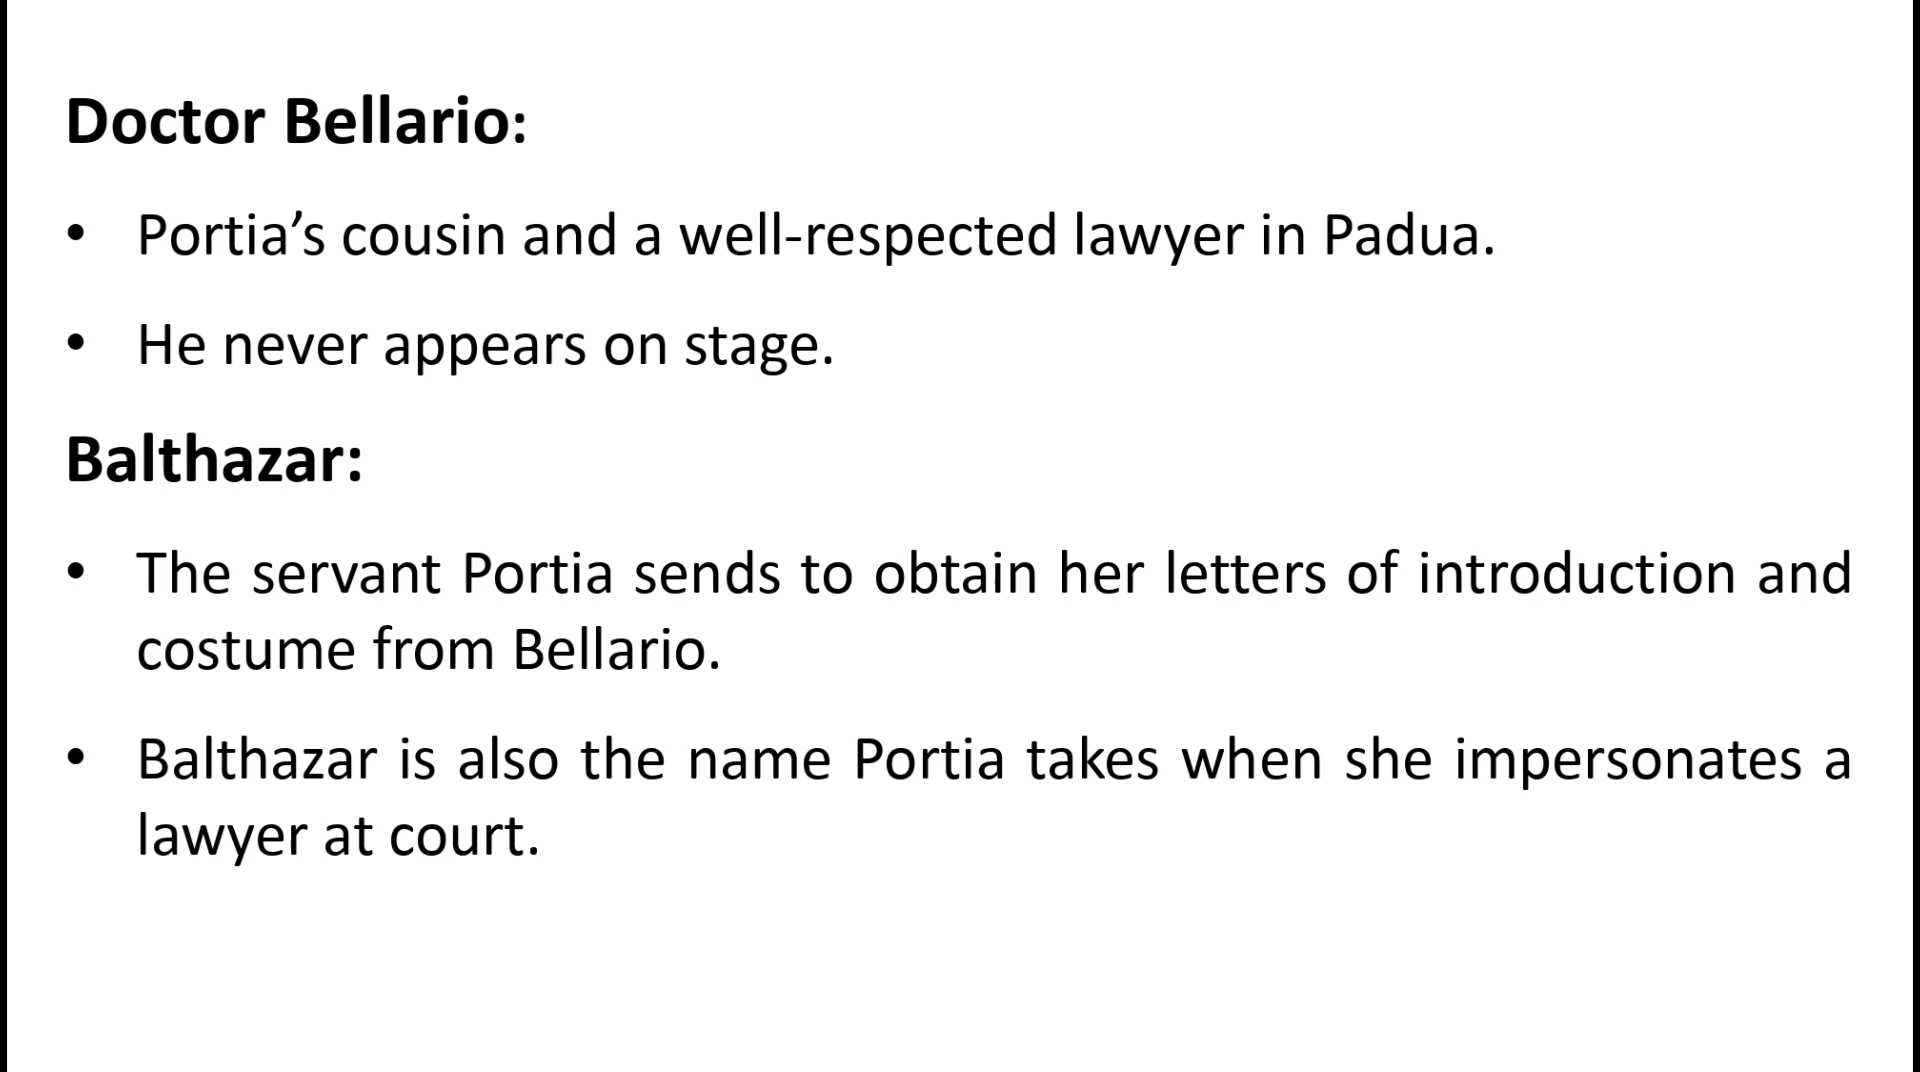 Doctor Bellario:
• Portia’s cousin and a well-respected lawyer in Padua.
• He never appears on stage.
Balthazar:
• The servant Portia sends to obtain her letters of introduction and
costume from Bellario.
• Balthazar is also the name Portia takes when she impersonates a
lawyer at court.